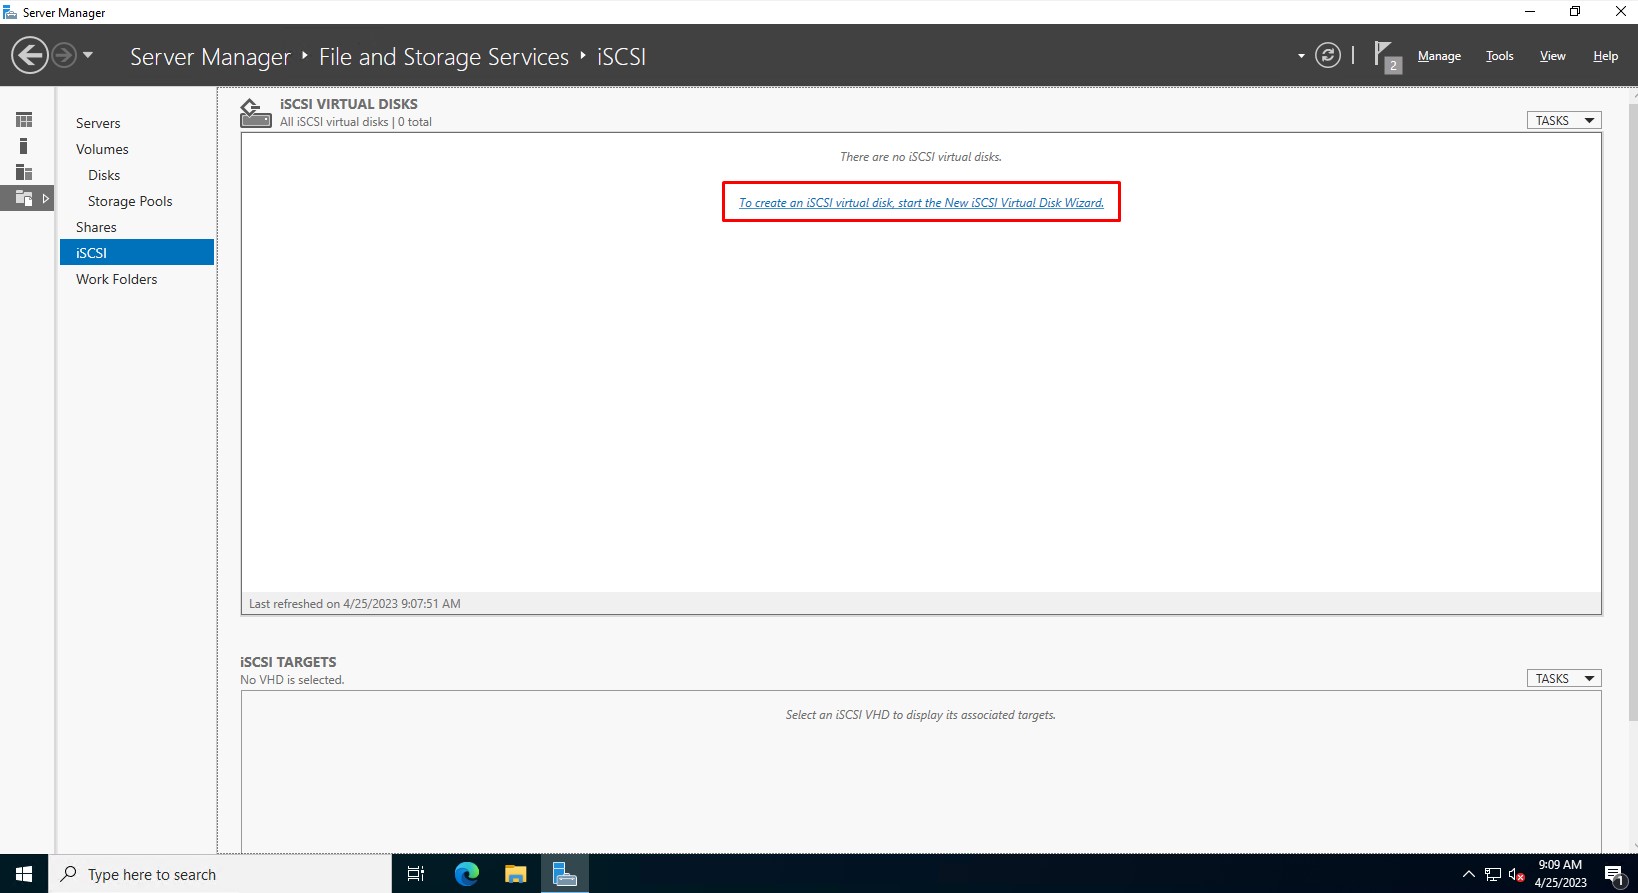 Server Manager
Server Manager ‣ File and Storage Services ‣ iSCSI
2
Manage
Tools
View
Help
Servers
Volumes
Disks
Storage Pools
Shares
iSCSI
Work Folders
iSCSI VIRTUAL DISKS
All iSCSI virtual disks | 0 total
TASKS
There are no iSCSI virtual disks.
To create an iSCSI virtual disk, start the New iSCSI Virtual Disk Wizard.
Last refreshed on 4/25/2023 9:07:51 AM
iSCSI TARGETS
No VHD is selected.
TASKS
Select an iSCSI VHD to display its associated targets.
Type here to search
9:09 AM
4/25/2023
1